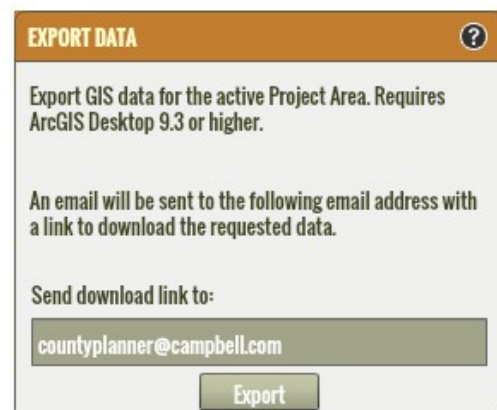 EXPORT DATA ?
Export GIS data for the active Project Area. Requires
ArcGIS Desktop 9.3 or higher.
An email will be sent to the following email address with
a link to download the requested data.
Send download link to:
countyplanner@campbell.com
Export